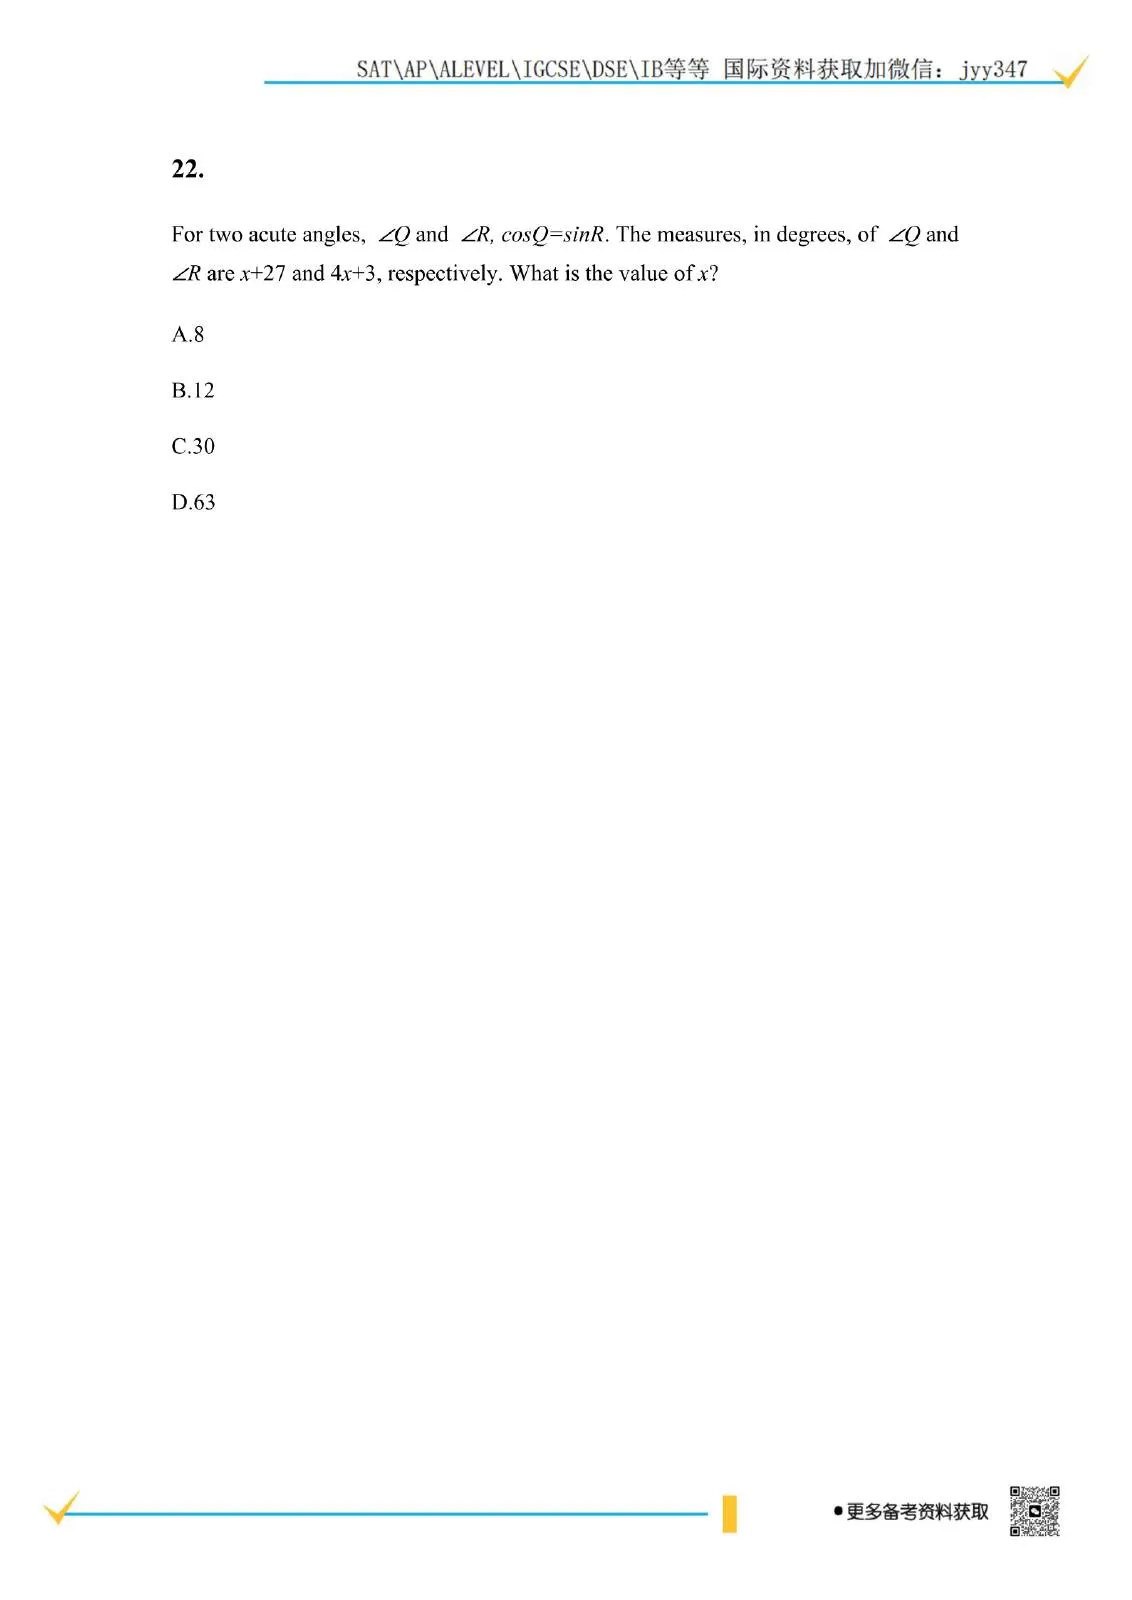 SAT\AP\ALEVEL\IGCSE\DSE\IB等等 国际资料获取加微信：jyy347
22.
For two acute angles, ∠Q and ∠R, cosQ=sinR. The measures, in degrees, of ∠Q and
∠R are x+27 and 4x+3, respectively. What is the value of x?
A.8
B.12
C.30
D.63
•更多备考资料获取